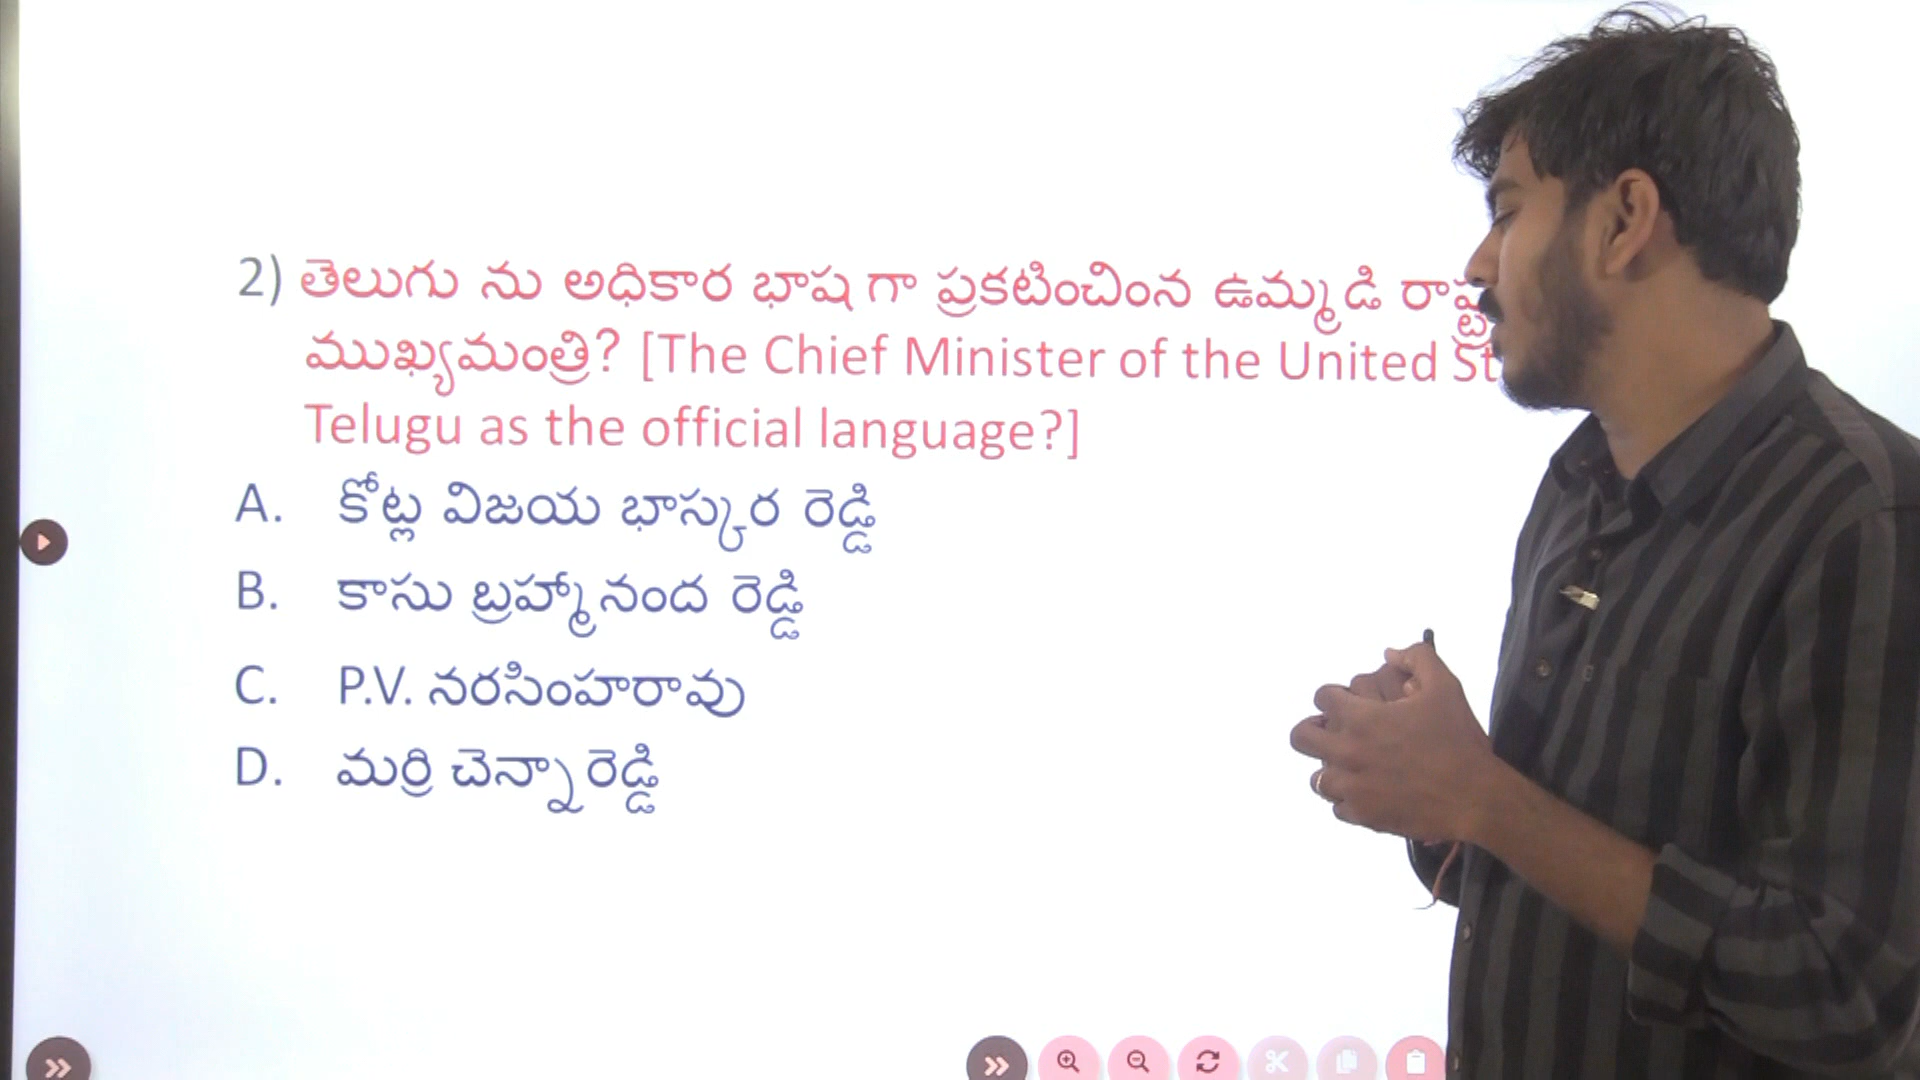 2) తెలుగు ను అధికార భాష గా ప్రకటించింన ఉమ్మడి రాష్ట్ర
ముఖ్యమంత్రి? [The Chief Minister of the United
Telugu as the official language?]
A. కోట్ల విజయ భాస్కర రెడ్డి
B. కాసు బ్రహ్మానంద రెడ్డి
C. P.V. నరసింహరావు
D. మర్రి చెన్నా రెడ్డి